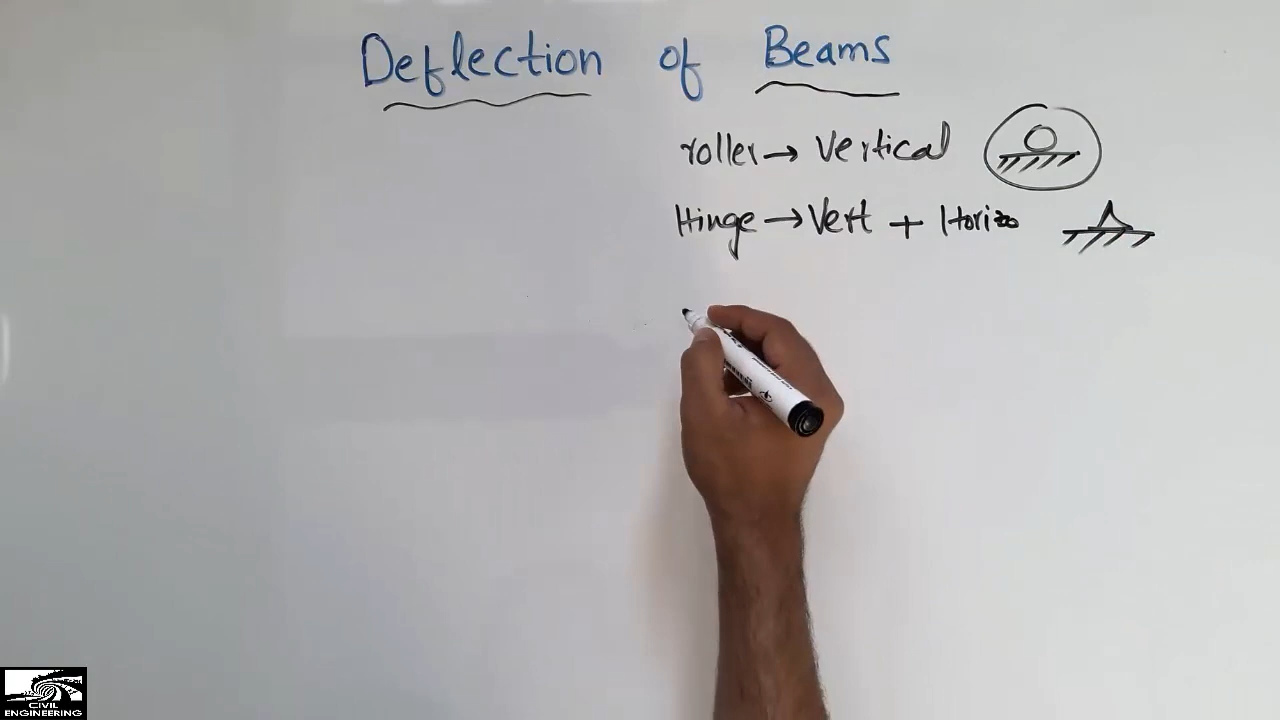 Deflection of Beams
roller → Vertical
Hinge → Vert + Horizo
CIVIL
ENGINEERING